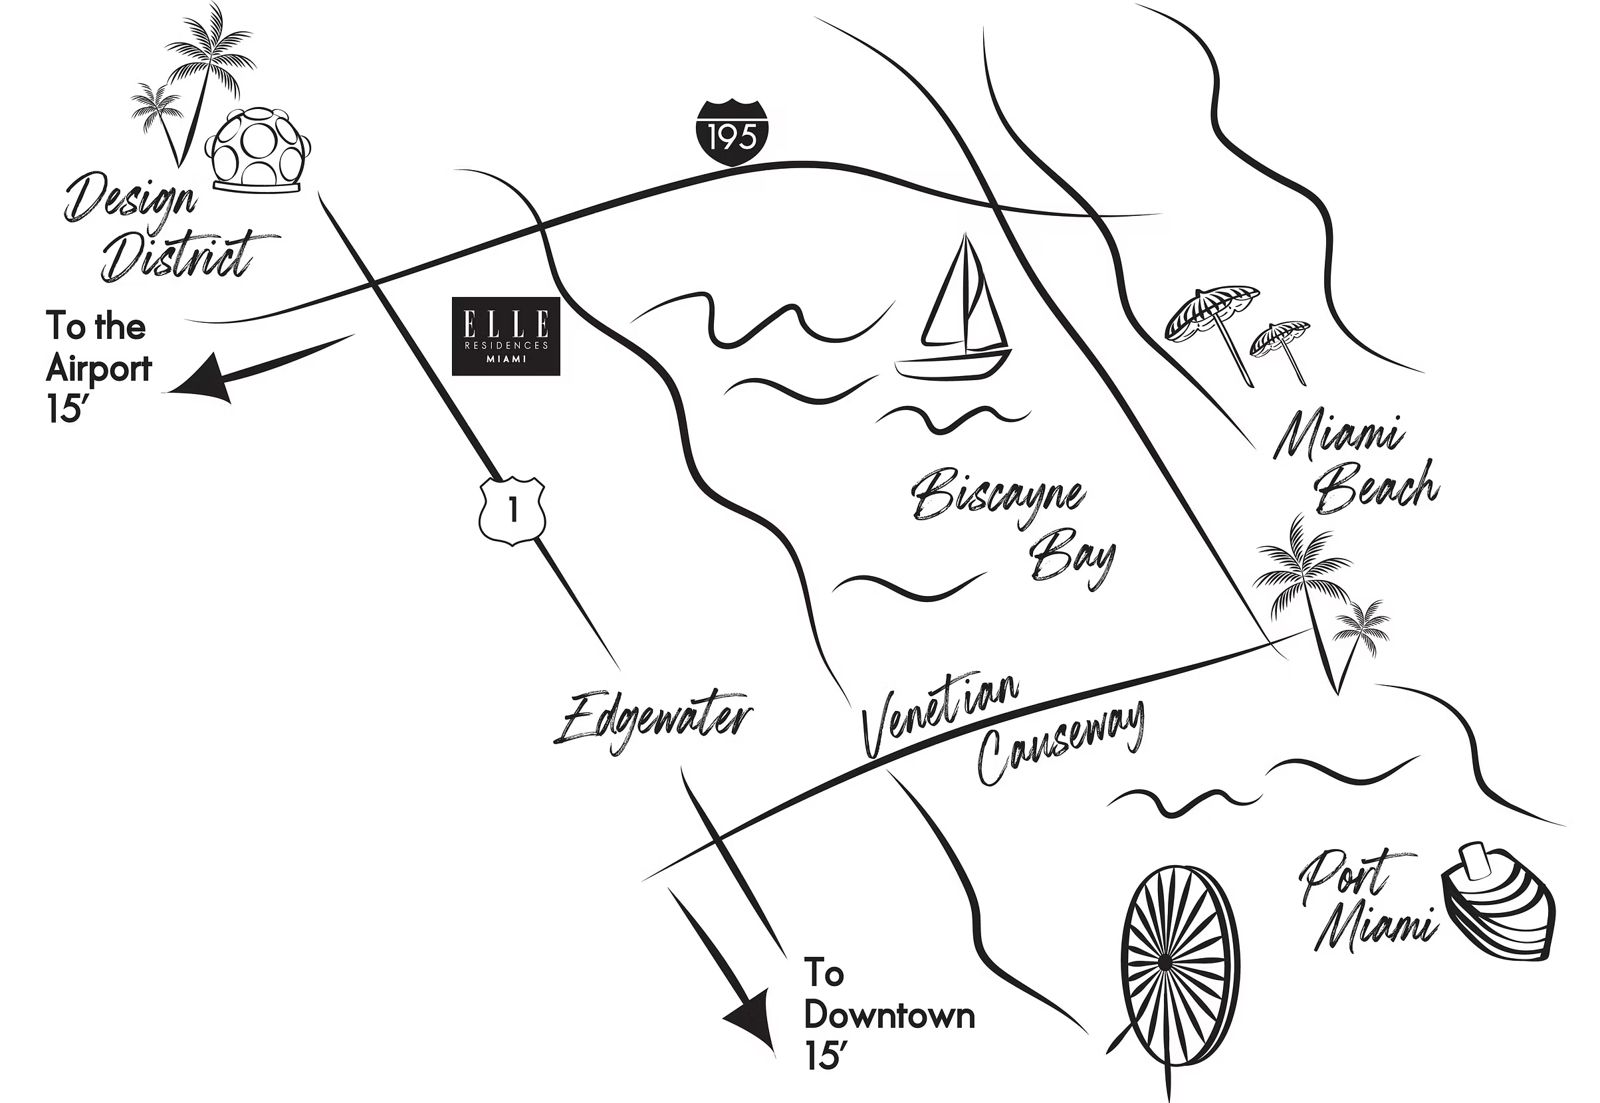 195
Design
District
To the
Airport
15’
ELLE
RESIDENCES
MIAMI
1
Miami
Beach
Biscayne
Bay
Edgewater
Venetian
Causeway
Port
Miami
To
Downtown
15’